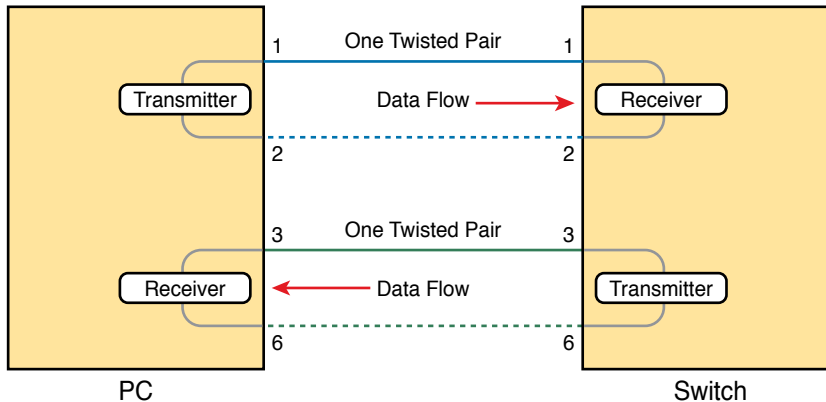 1 One Twisted Pair 1
Transmitter Data Flow Receiver
2 2
3 One Twisted Pair 3
Receiver Data Flow Transmitter
6 6
PC Switch